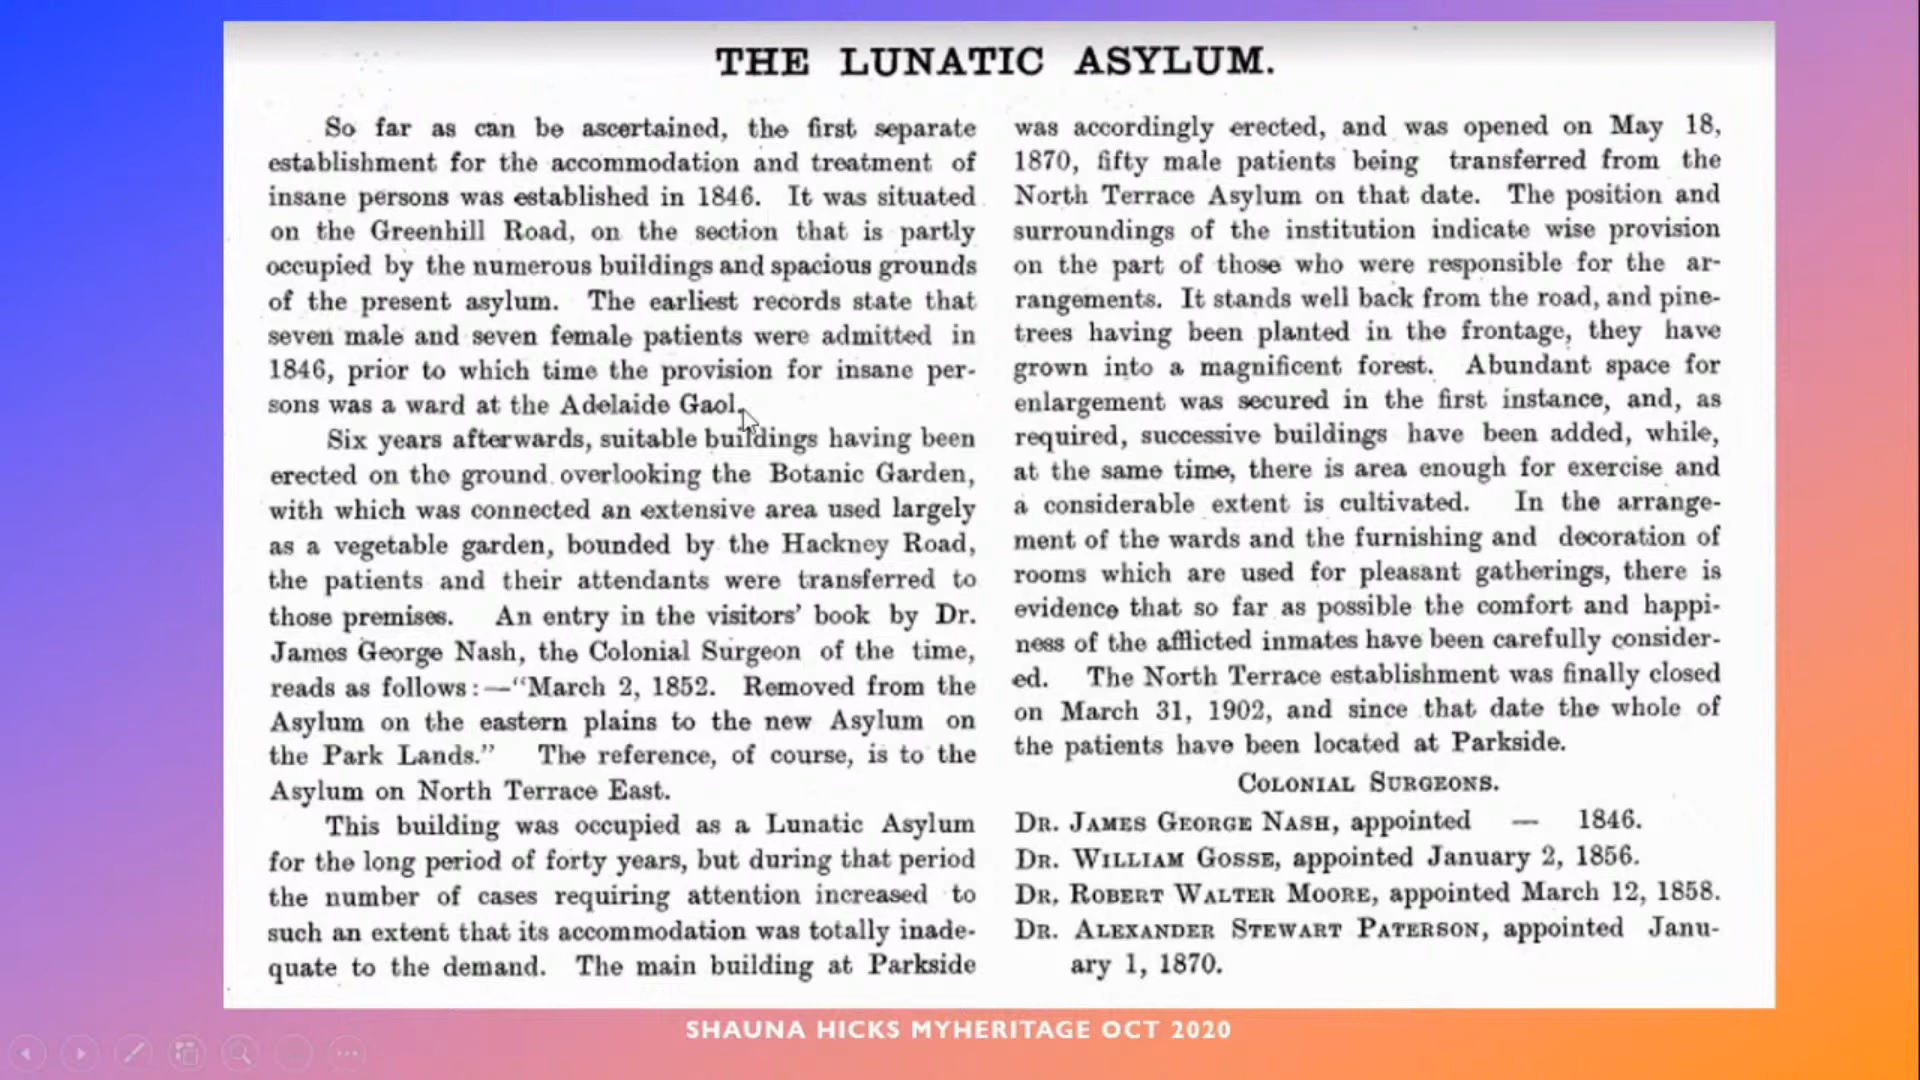 THE LUNATIC ASYLUM.
So far as can be ascertained, the first separate
establishment for the accommodation and treatment of
insane persons was established in 1846. It was situated
on the Greenhill Road, on the section that is partly
occupied by the numerous buildings and spacious grounds
of the present asylum. The earliest records state that
seven male and seven female patients were admitted in
1846, prior to which time the provision for insane per-
sons was a ward at the Adelaide Gaol.
Six years afterwards, suitable buildings having been
erected on the ground overlooking the Botanic Garden,
with which was connected an extensive area used largely
as a vegetable garden, bounded by the Hackney Road,
the patients and their attendants were transferred to
those premises. An entry in the visitors' book by Dr.
James George Nash, the Colonial Surgeon of the time,
reads as follows:—"March 2, 1852. Removed from the
Asylum on the eastern plains to the new Asylum on
the Park Lands." The reference, of course, is to the
Asylum on North Terrace East.
This building was occupied as a Lunatic Asylum
for the long period of forty years, but during that period
the number of cases requiring attention increased to
such an extent that its accommodation was totally inade-
quate to the demand. The main building at Parkside
was accordingly erected, and was opened on May 18,
1870, fifty male patients being transferred from the
North Terrace Asylum on that date. The position and
surroundings of the institution indicate wise provision
on the part of those who were responsible for the ar-
rangements. It stands well back from the road, and pine-
trees having been planted in the frontage, they have
grown into a magnificent forest. Abundant space for
enlargement was secured in the first instance, and, as
required, successive buildings have been added, while,
at the same time, there is area enough for exercise and
a considerable extent is cultivated. In the arrange-
ment of the wards and the furnishing and decoration of
rooms which are used for pleasant gatherings, there is
evidence that so far as possible the comfort and happi-
ness of the afflicted inmates have been carefully consider-
ed. The North Terrace establishment was finally closed
on March 31, 1902, and since that date the whole of
the patients have been located at Parkside.
COLONIAL SURGEONS.
DR. JAMES GEORGE NASH, appointed — 1846.
DR. WILLIAM GOSSE, appointed January 2, 1856.
DR. ROBERT WALTER MOORE, appointed March 12, 1858.
DR. ALEXANDER STEWART PATERSON, appointed Janu-
ary 1, 1870.
SHAUNA HICKS MYHERITAGE OCT 2020